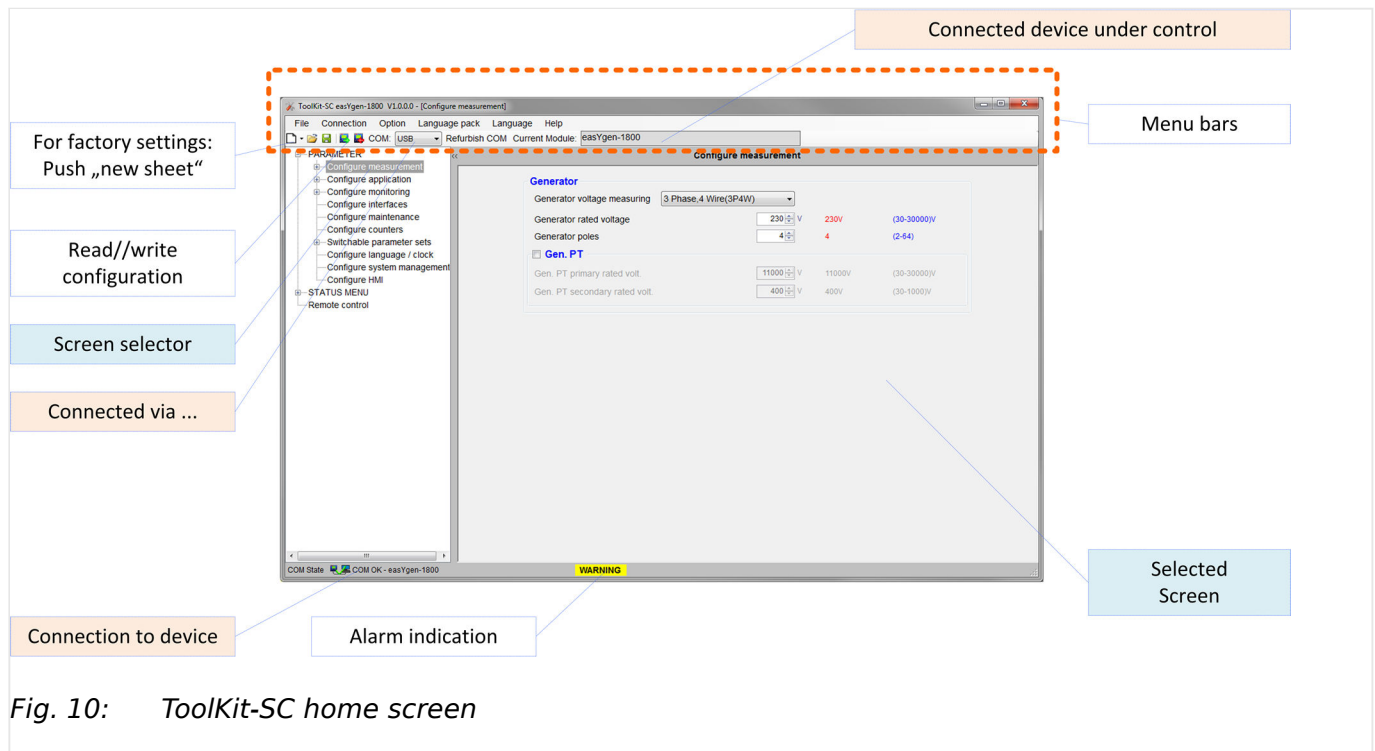 Connected device under control
ToolKit-SC easYgen-1800 V1.0.0.0 - [Configure measurement]
File Connection Option Language pack Language Help
COM: USB Refurbish COM Current Module: easYgen-1800
Menu bars
For factory settings:
Push „new sheet“
PARAMETER
Configure measurement
Configure application
Configure monitoring
Configure interfaces
Configure maintenance
Configure counters
Switchable parameter sets
Configure language / clock
Configure system management
Configure HMI
STATUS MENU
Remote control
<<
Configure measurement
Generator
Generator voltage measuring 3 Phase,4 Wire(3P4W)
Generator rated voltage 230 V 230V (30-30000)V
Generator poles 4 4 (2-64)
Gen. PT
Gen. PT primary rated volt. 11000 V 11000V (30-30000)V
Gen. PT secondary rated volt. 400 V 400V (30-1000)V
Read//write
configuration
Screen selector
Connected via ...
COM State COM OK - easYgen-1800
WARNING
Selected
Screen
Connection to device
Alarm indication
Fig. 10: ToolKit-SC home screen